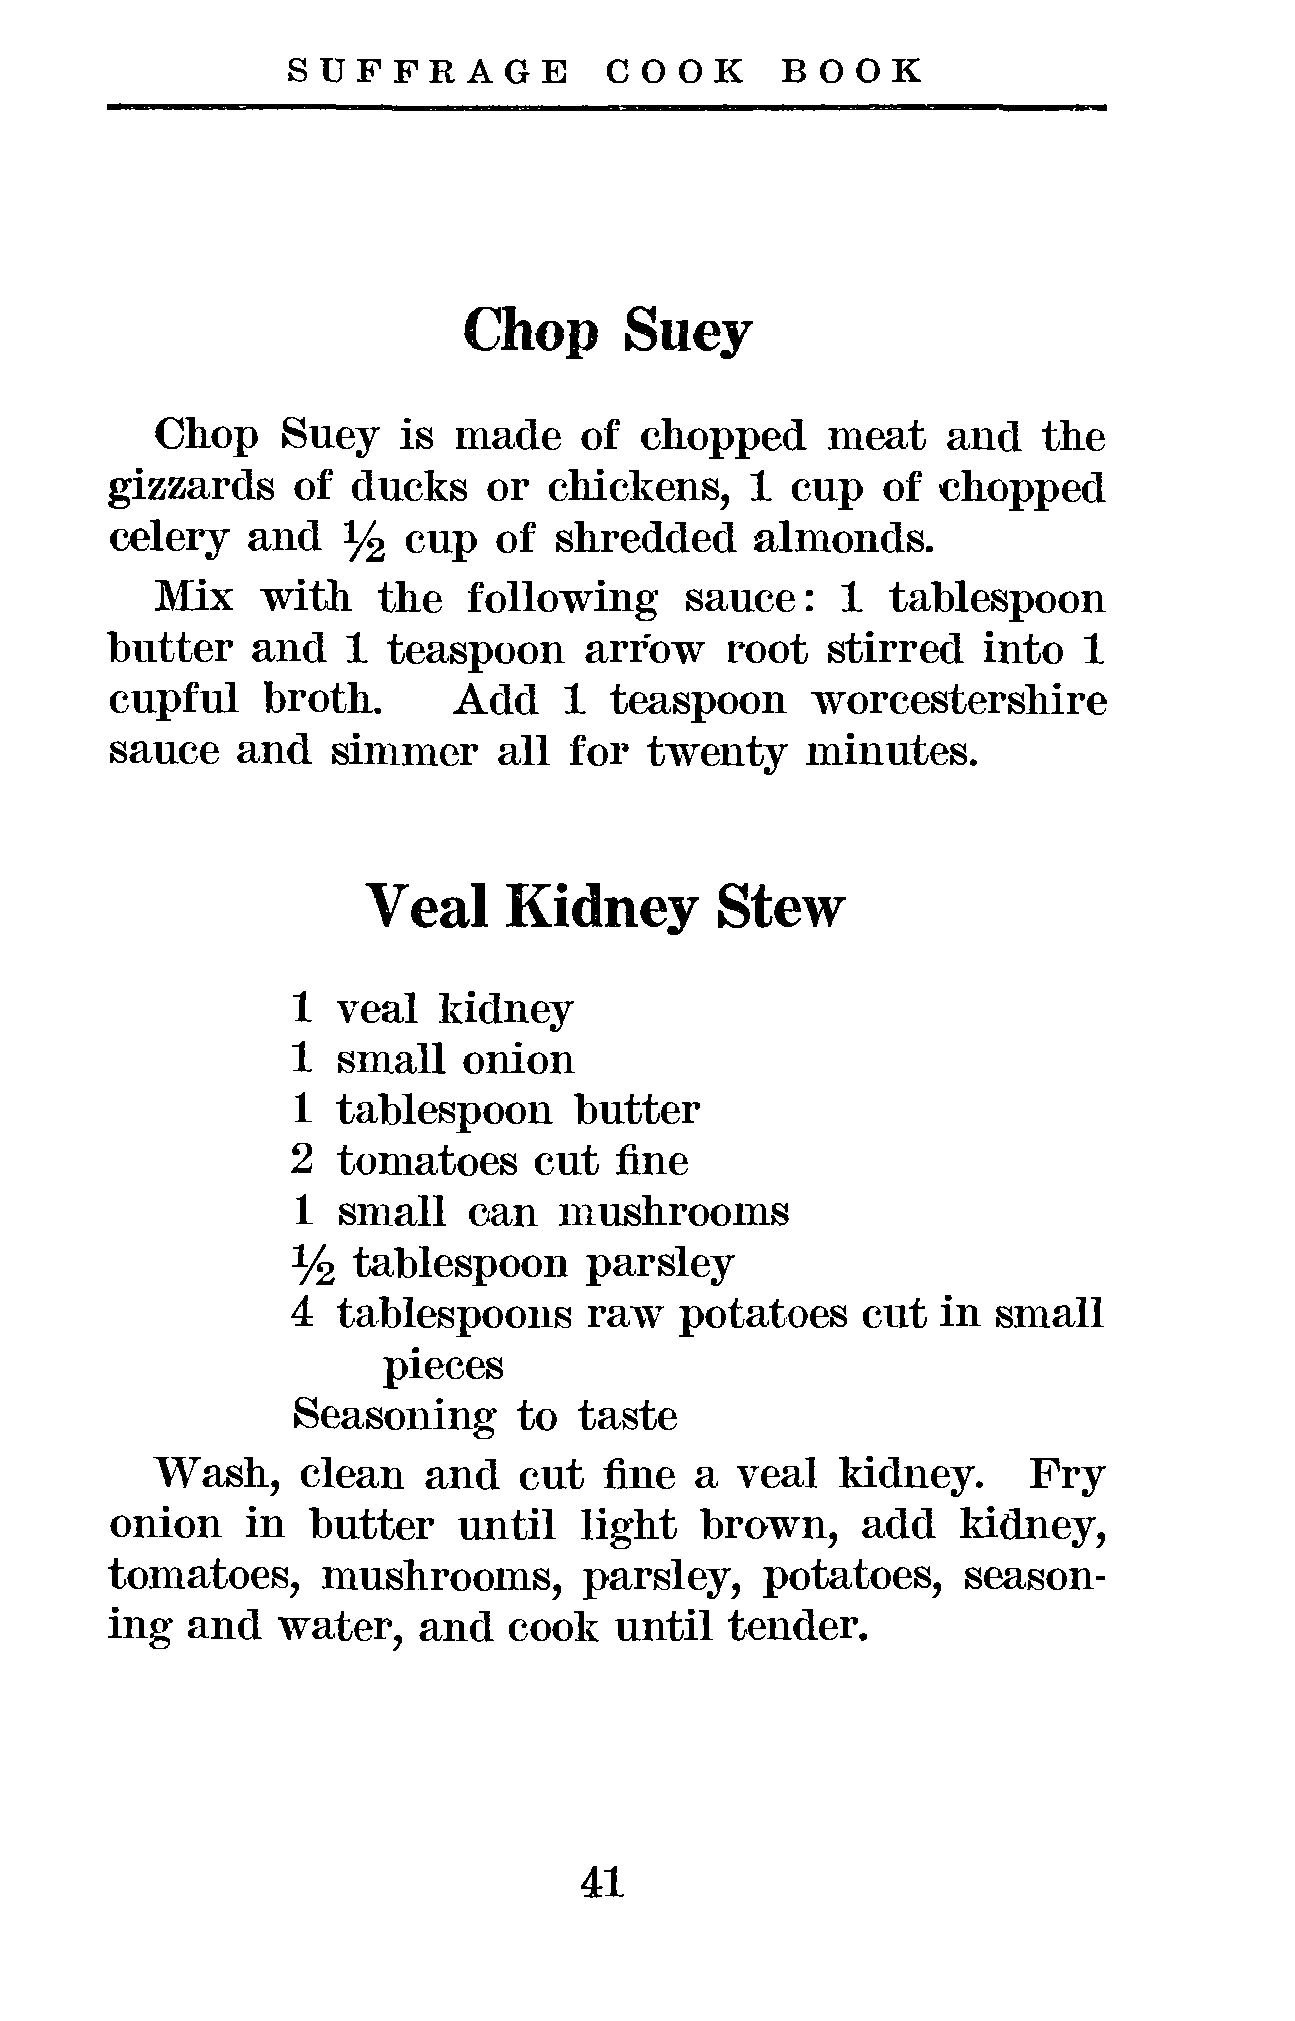 SUFFRAGE COOK BOOK
Chop Suey
Chop Suey is made of chopped meat and the
gizzards of ducks or chickens, 1 cup of chopped
celery and ½ cup of shredded almonds.
Mix with the following sauce: 1 tablespoon
butter and 1 teaspoon arrow root stirred into 1
cupful broth. Add 1 teaspoon worcestershire
sauce and simmer all for twenty minutes.
Veal Kidney Stew
1 veal kidney
1 small onion
1 tablespoon butter
2 tomatoes cut fine
1 small can mushrooms
½ tablespoon parsley
4 tablespoons raw potatoes cut in small
pieces
Seasoning to taste
Wash, clean and cut fine a veal kidney. Fry
onion in butter until light brown, add kidney,
tomatoes, mushrooms, parsley, potatoes, season-
ing and water, and cook until tender.
41